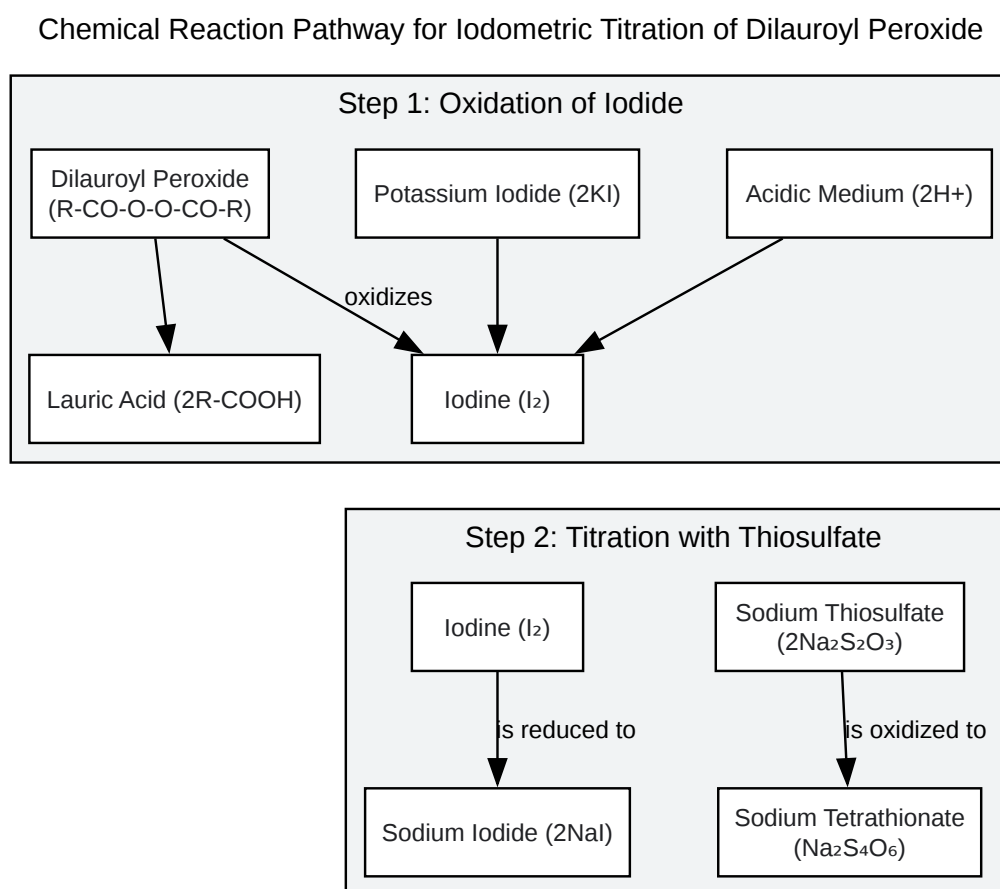 Chemical Reaction Pathway for Iodometric Titration of Dilauroyl Peroxide
Step 1: Oxidation of Iodide
Dilauroyl Peroxide
(R-CO-O-O-CO-R)
Potassium Iodide (2KI)
Acidic Medium (2H+)
oxidizes
Lauric Acid (2R-COOH)
Iodine (I₂)
Step 2: Titration with Thiosulfate
Iodine (I₂)
Sodium Thiosulfate
(2Na₂S₂O₃)
is reduced to
is oxidized to
Sodium Iodide (2NaI)
Sodium Tetrathionate
(Na₂S₄O₆)